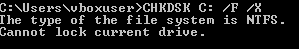 C:\Users\vboxuser>CHKDSK C: /F /X
The type of the file system is NTFS.
Cannot lock current drive.